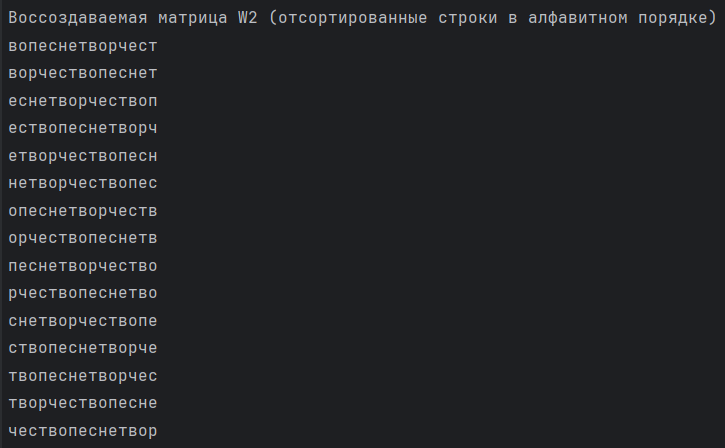 Воссоздаваемая матрица W2 (отсортированные строки в алфавитном порядке)
вопеснетворчест
ворчествопеснет
еснетворчествоп
ествопеснетворч
етворчествопесн
нетворчествопес
опеснетворчеств
орчествопеснетв
песнетворчество
рчествопеснетво
снетворчествопе
ствопеснетворче
твопеснетворчес
творчествопесне
чествопеснетвор